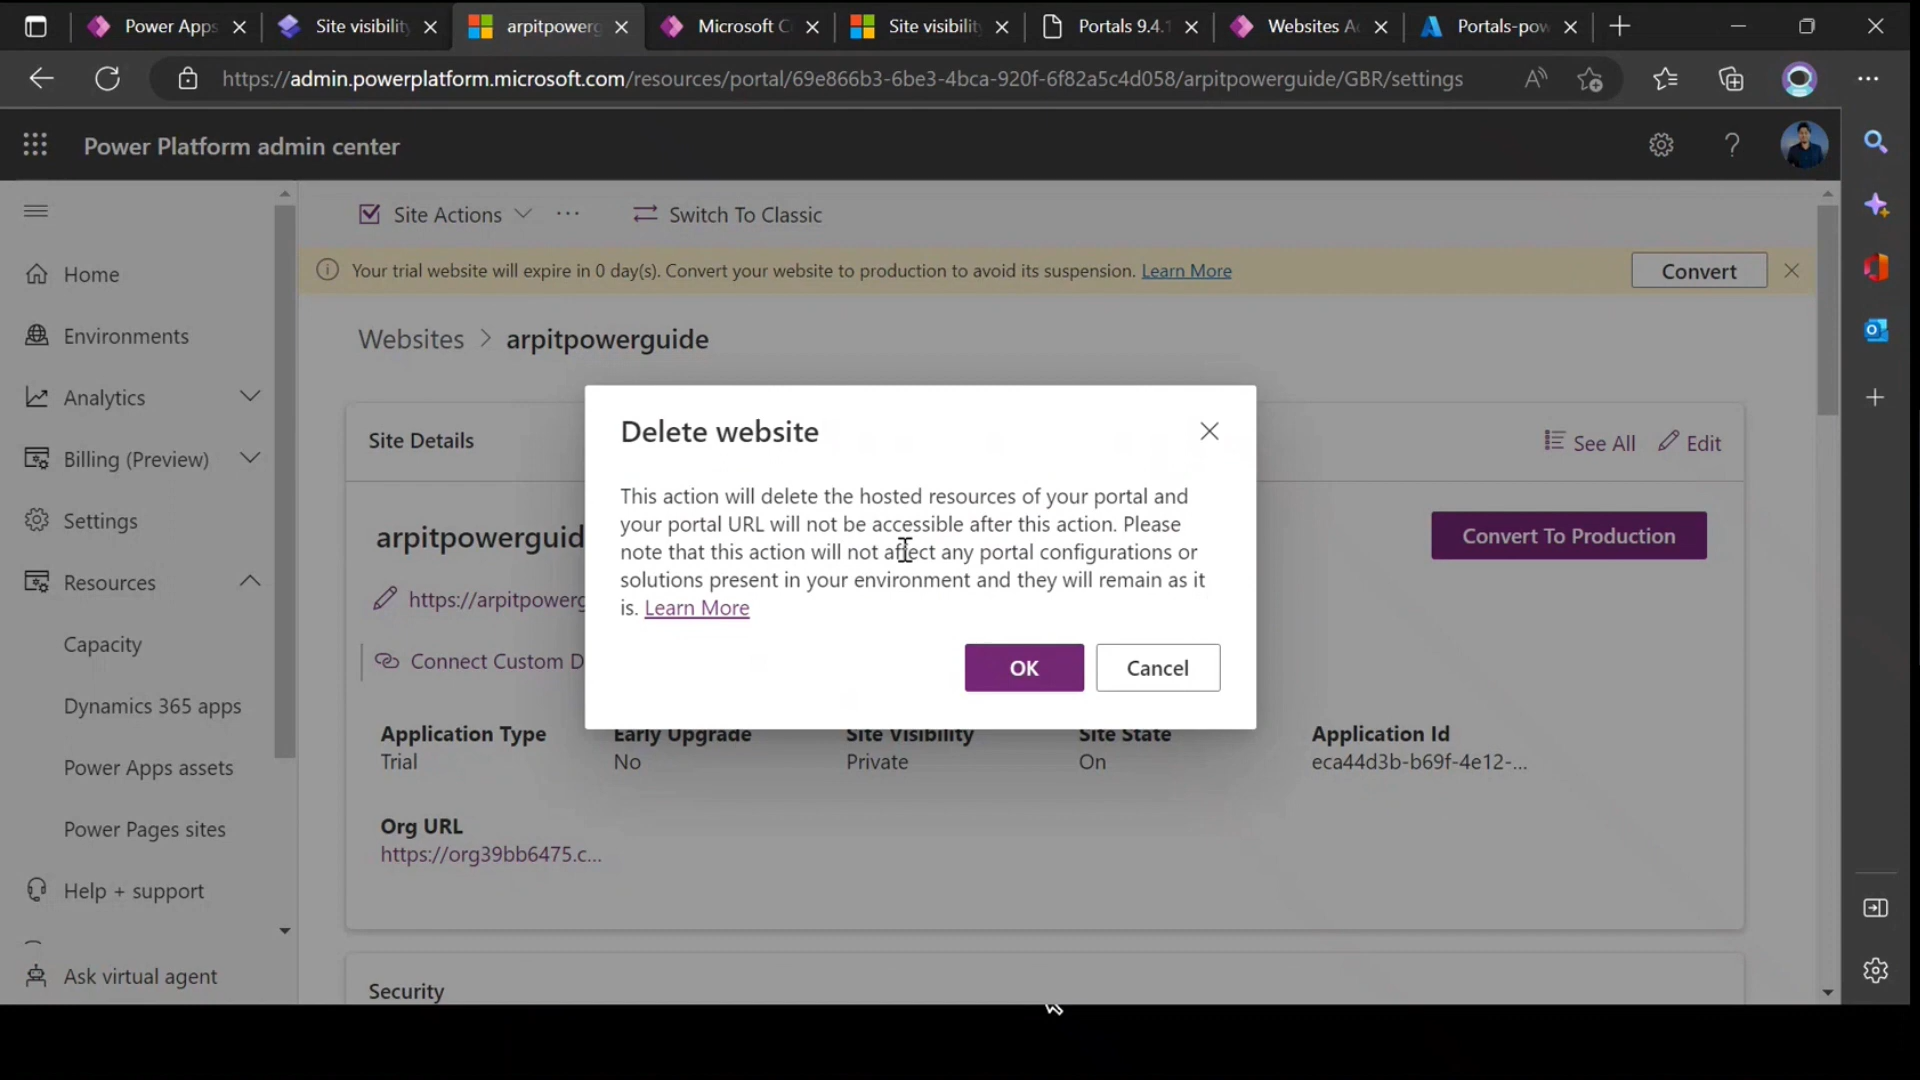 Power Apps
Site visibility
arpitpowerg
Microsoft C
Site visibility
Portals 9.4.1
Websites A
Portals-pow
https://admin.powerplatform.microsoft.com/resources/portal/69e866b3-6be3-4bca-920f-6f82a5c4d058/arpitpowerguide/GBR/settings
Power Platform admin center
Site Actions
Switch To Classic
Your trial website will expire in 0 day(s). Convert your website to production to avoid its suspension. Learn More
Convert
Home
Environments
Analytics
Billing (Preview)
Settings
Resources
Capacity
Dynamics 365 apps
Power Apps assets
Power Pages sites
Help + support
Ask virtual agent
Websites > arpitpowerguide
Site Details
See All
Edit
arpitpowerguid
Convert To Production
https://arpitpowerg
Connect Custom D
Delete website
This action will delete the hosted resources of your portal and
your portal URL will not be accessible after this action. Please
note that this action will not affect any portal configurations or
solutions present in your environment and they will remain as it
is. Learn More
OK
Cancel
Application Type
Trial
Early Upgrade
No
Site Visibility
Private
Site State
On
Application Id
eca44d3b-b69f-4e12-...
Org URL
https://org39bb6475.c...
Security